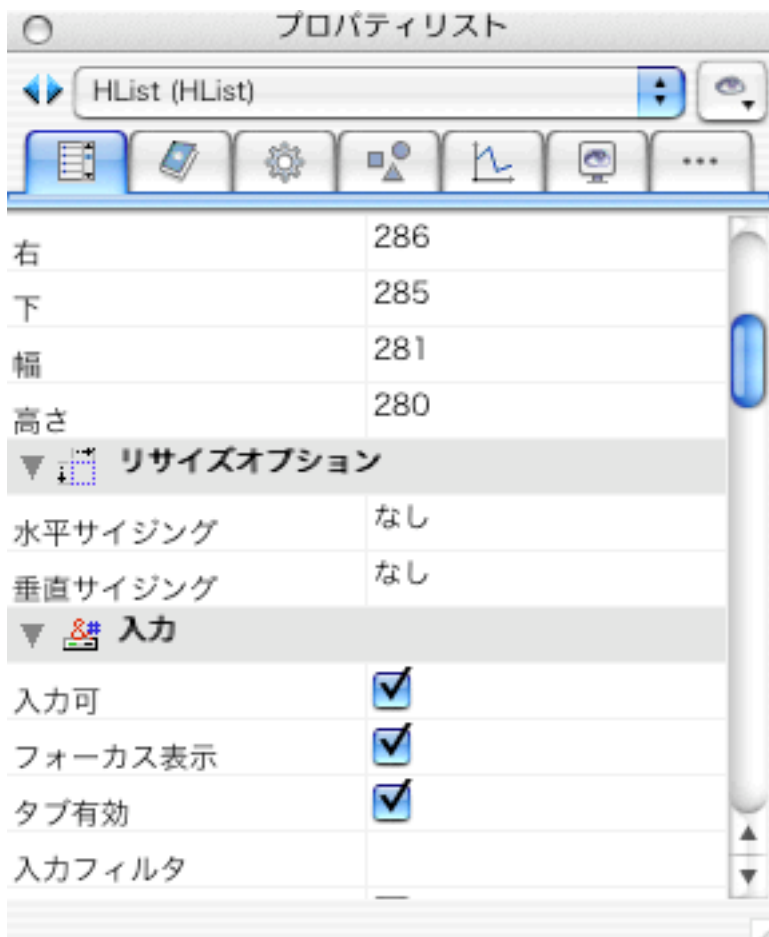 プロパティリスト
HList (HList)
右 286
下 285
幅 281
高さ 280
リサイズオプション
水平サイジング なし
垂直サイジング なし
入力
入力可
フォーカス表示
タブ有効
入力フィルタ